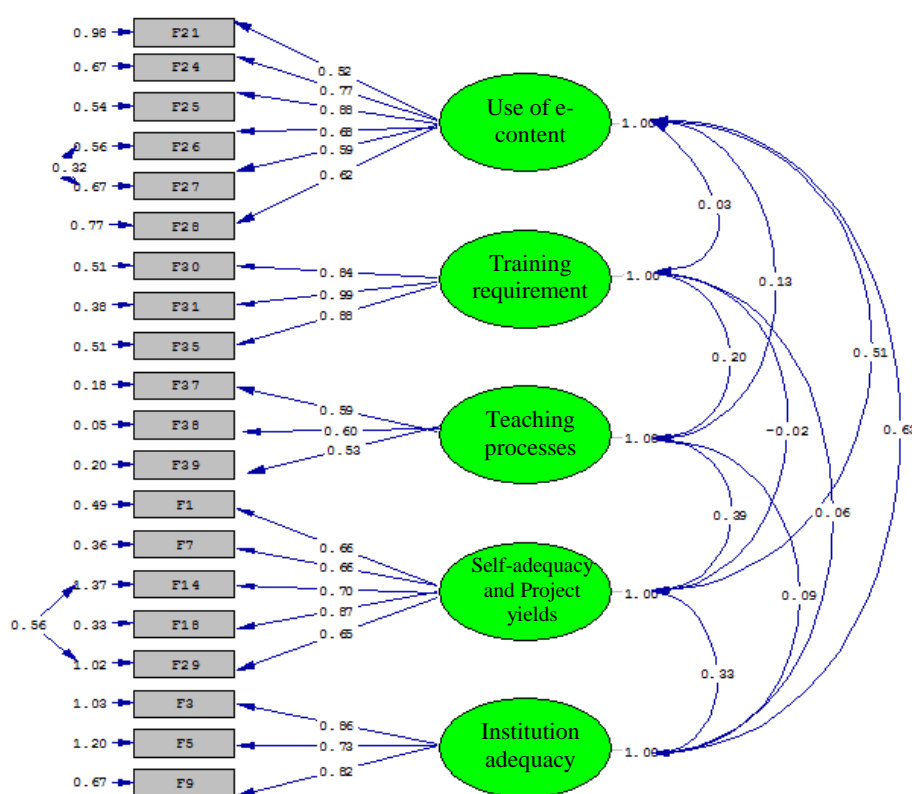 0.98 F21
0.67 F24
0.54 F25
0.56 F26
0.32
0.67 F27
0.77 F28
0.51 F30
0.38 F31
0.51 F35
0.18 F37
0.05 F38
0.20 F39
0.49 F1
0.36 F7
1.37 F14
0.56
0.33 F18
1.02 F29
1.03 F3
1.20 F5
0.67 F9
0.52
0.77
0.88
0.68
0.59
0.62
0.84
0.99
0.88
0.59
0.60
0.53
0.66
0.66
0.70
0.87
0.65
0.86
0.73
0.82
Use of e-
content
Training
requirement
Teaching
processes
Self-adequacy
and Project
yields
Institution
adequacy
1.00
1.00
1.00
1.00
1.00
0.03
0.13
0.20
0.51
-0.02
0.63
0.39
0.06
0.09
0.33